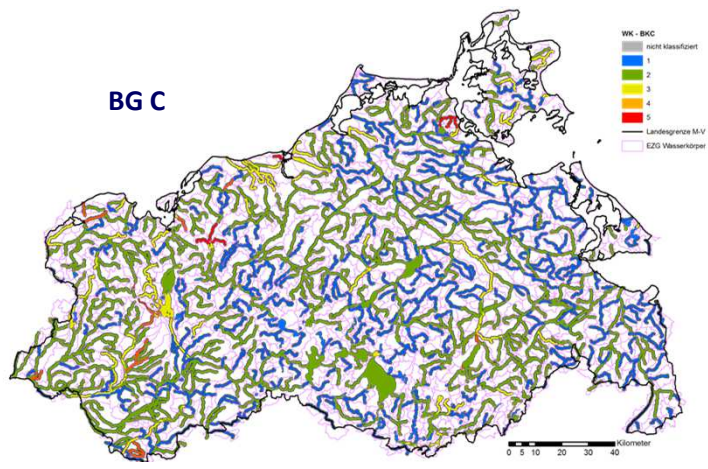 BG C
WK - BKC
nicht klassifiziert
1
2
3
4
5
Landesgrenze M-V
EZG Wasserkörper
Kilometer
0 5 10 20 30 40